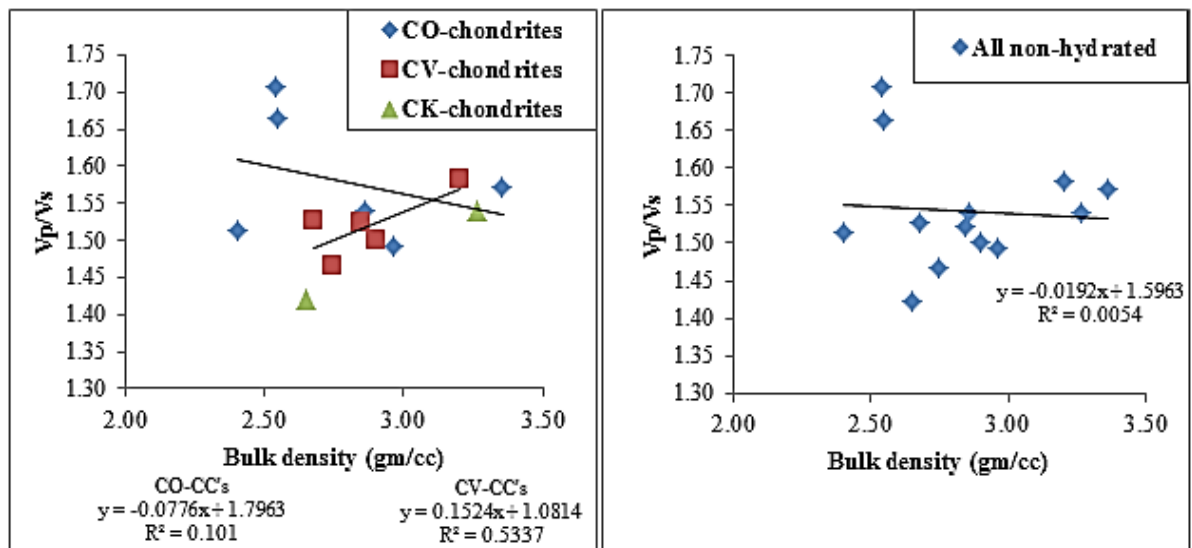 CO-chondrites
CV-chondrites
CK-chondrites
1.75
1.70
1.65
1.60
1.55
1.50
1.45
1.40
1.35
1.30
Vp/Vs
2.00 2.50 3.00 3.50
Bulk density (gm/cc)
CO-CC's
y = -0.0776x+1.7963
R² = 0.101
CV-CC's
y = 0.1524x+1.0814
R² = 0.5337
All non-hydrated
1.75
1.70
1.65
1.60
1.55
1.50
1.45
1.40
1.35
1.30
Vp/Vs
y = -0.0192x+1.5963
R² = 0.0054
2.00 2.50 3.00 3.50
Bulk density (gm/cc)